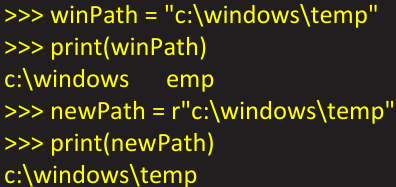 >>> winPath = "c:\windows\temp"
>>> print(winPath)
c:\windows     emp
>>> newPath = r"c:\windows\temp"
>>> print(newPath)
c:\windows\temp